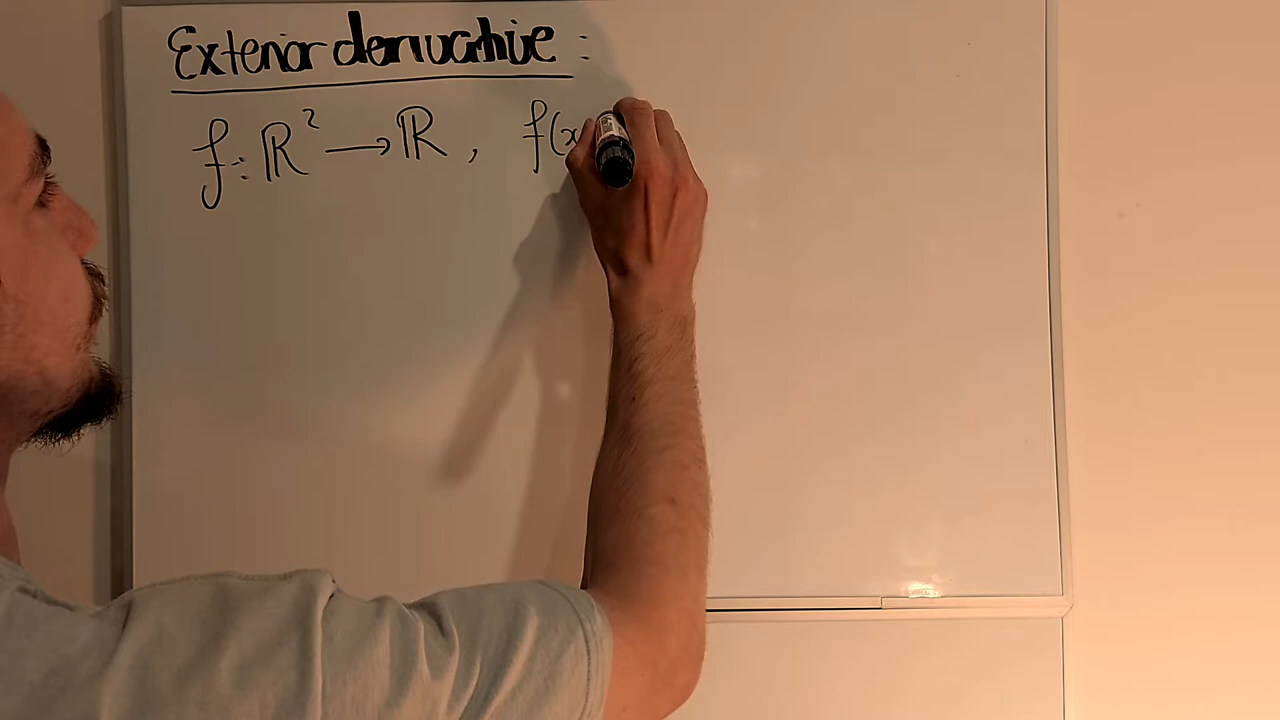 Exterior derivative :
f: ℝ² → ℝ, f(x